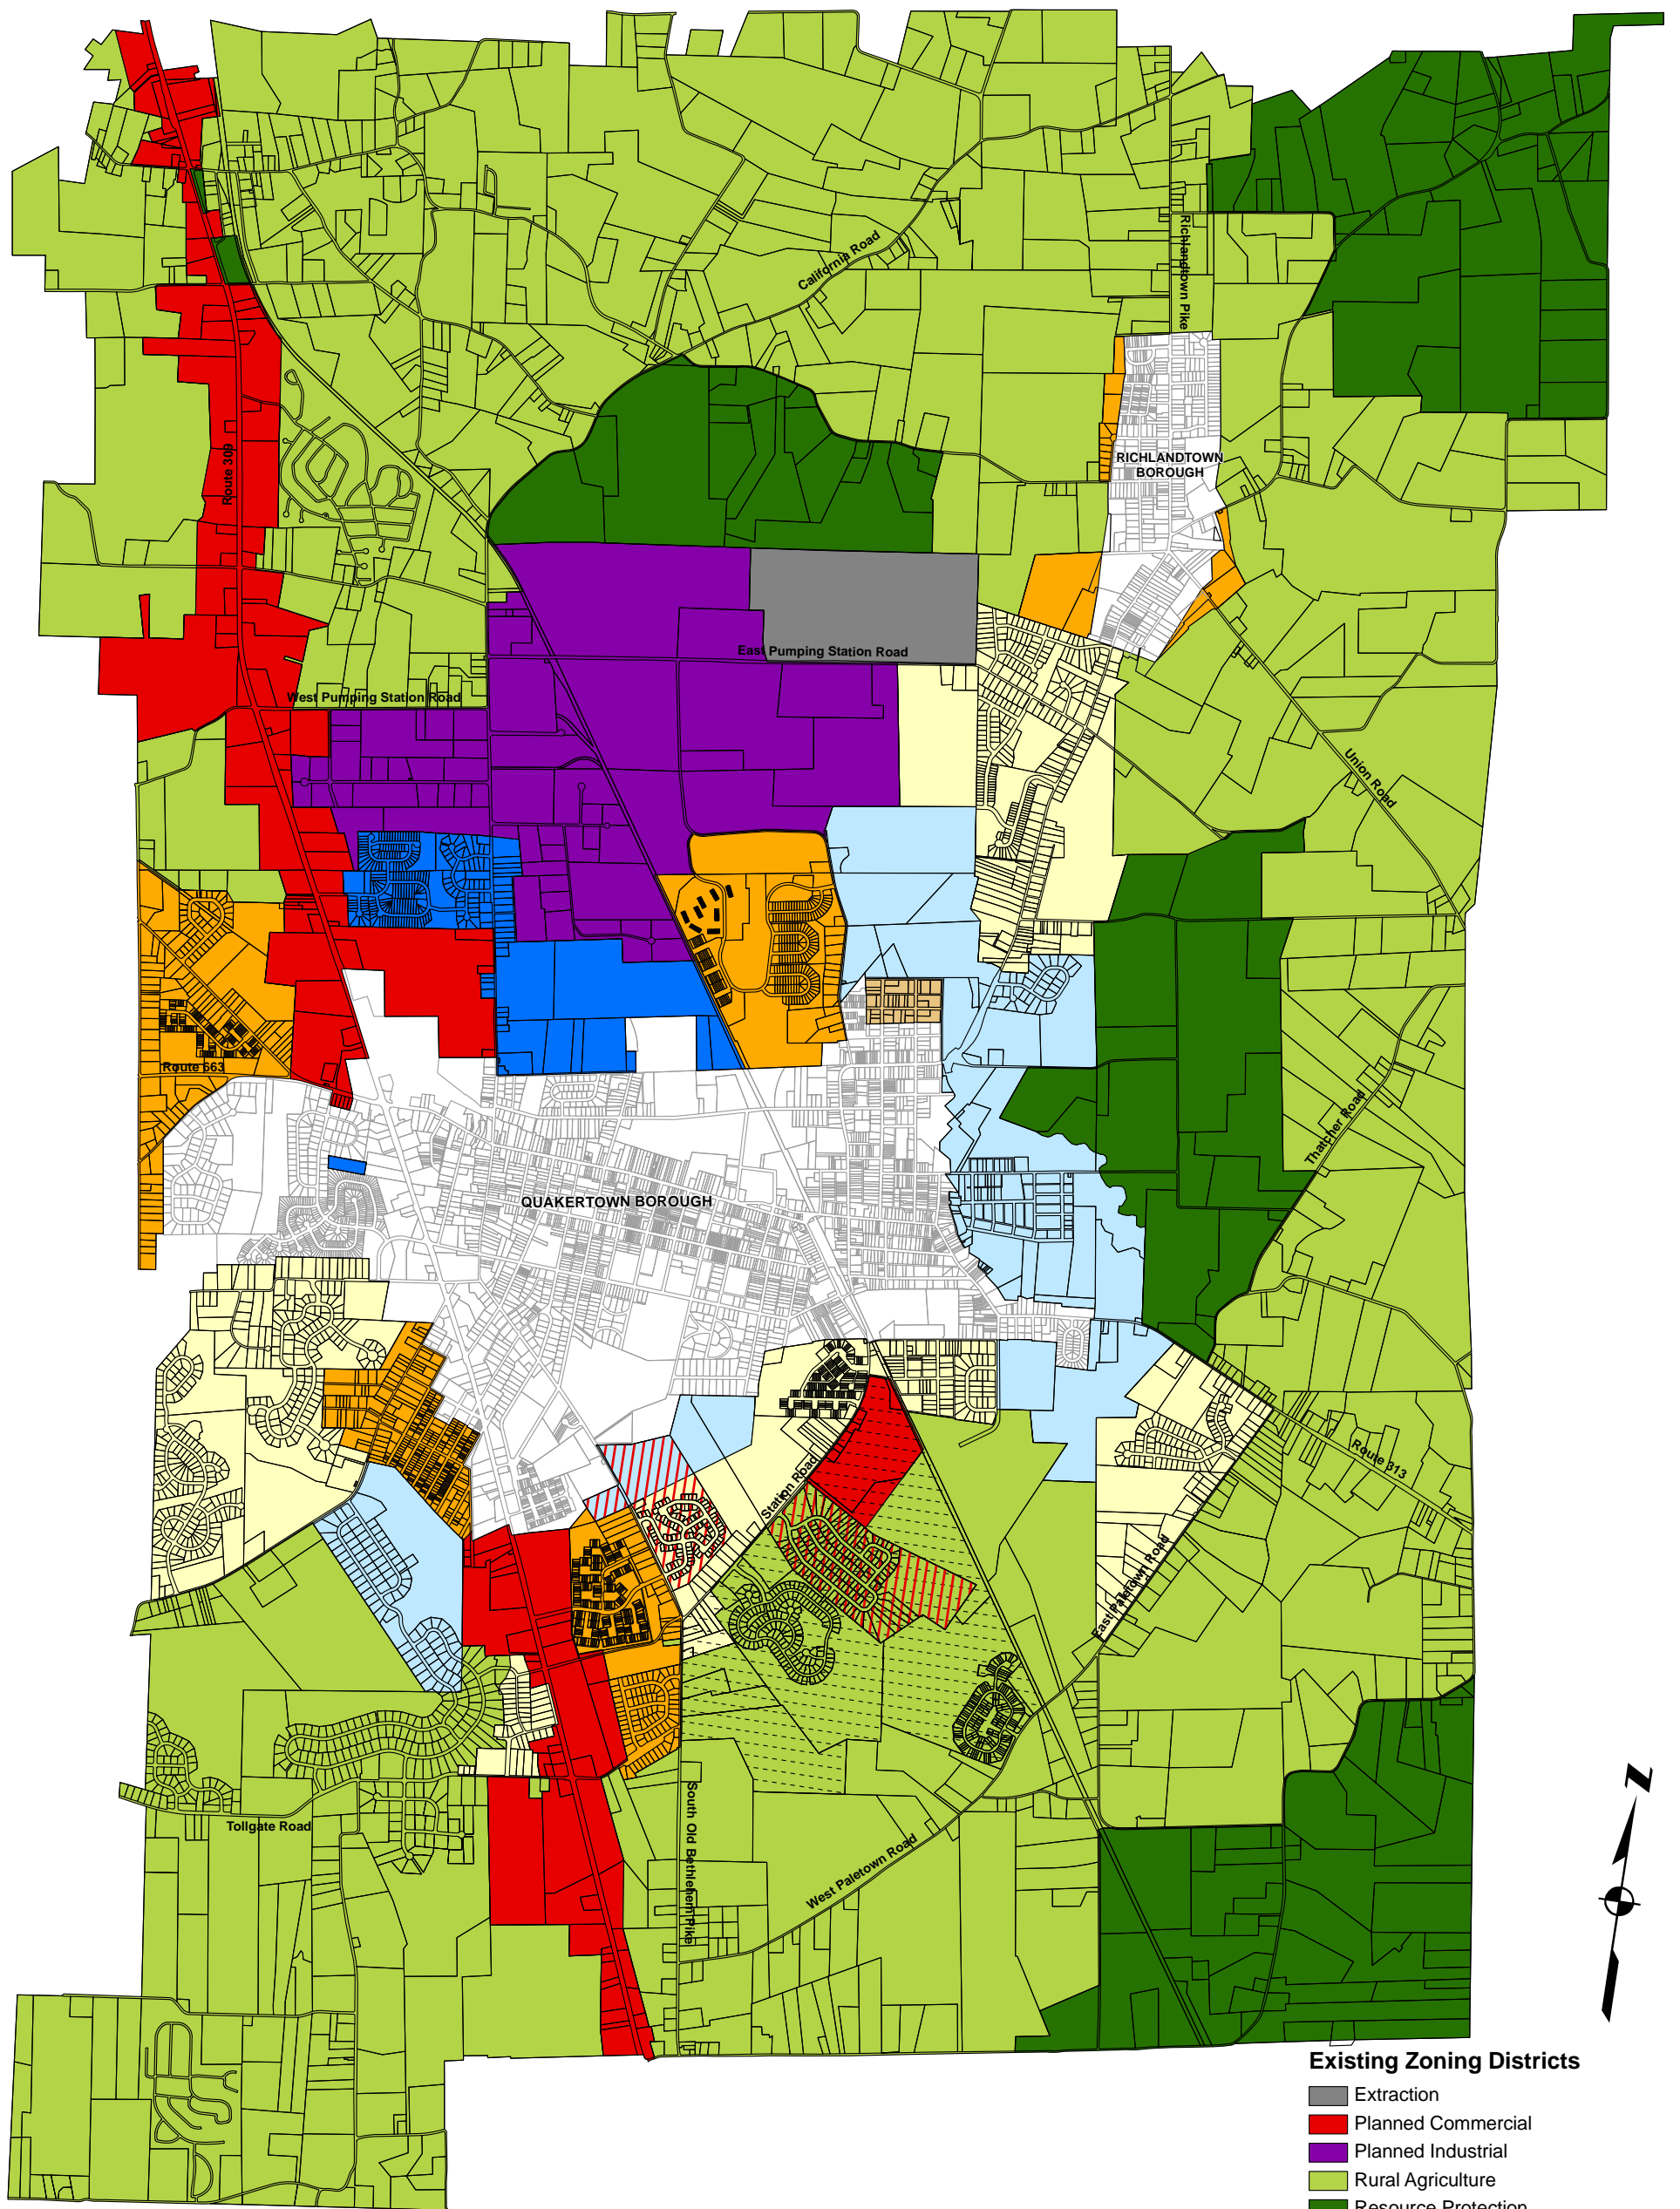 California Road
Richlandtown Pike
Route 309
RICHLANDTOWN
BOROUGH
East Pumping Station Road
West Pumping Station Road
Union Road
Route 663
Thatcher Road
QUAKERTOWN BOROUGH
Route 313
Station Road
East Paletown Road
South Old Bethlehem Pike
Tollgate Road
West Paletown Road
N
Existing Zoning Districts
Extraction
Planned Commercial
Planned Industrial
Rural Agriculture
Resource Protection